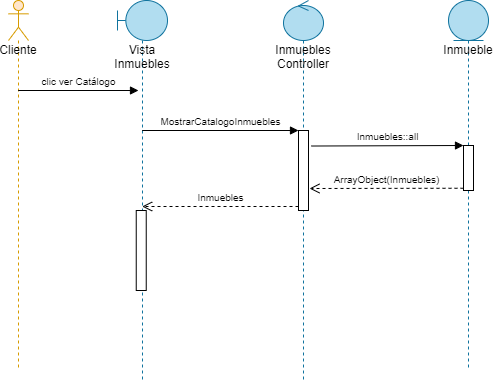 Cliente
Vista
Inmuebles
Inmuebles
Controller
Inmueble
clic ver Catálogo
MostrarCatalogoInmuebles
Inmuebles::all
ArrayObject(Inmuebles)
Inmuebles